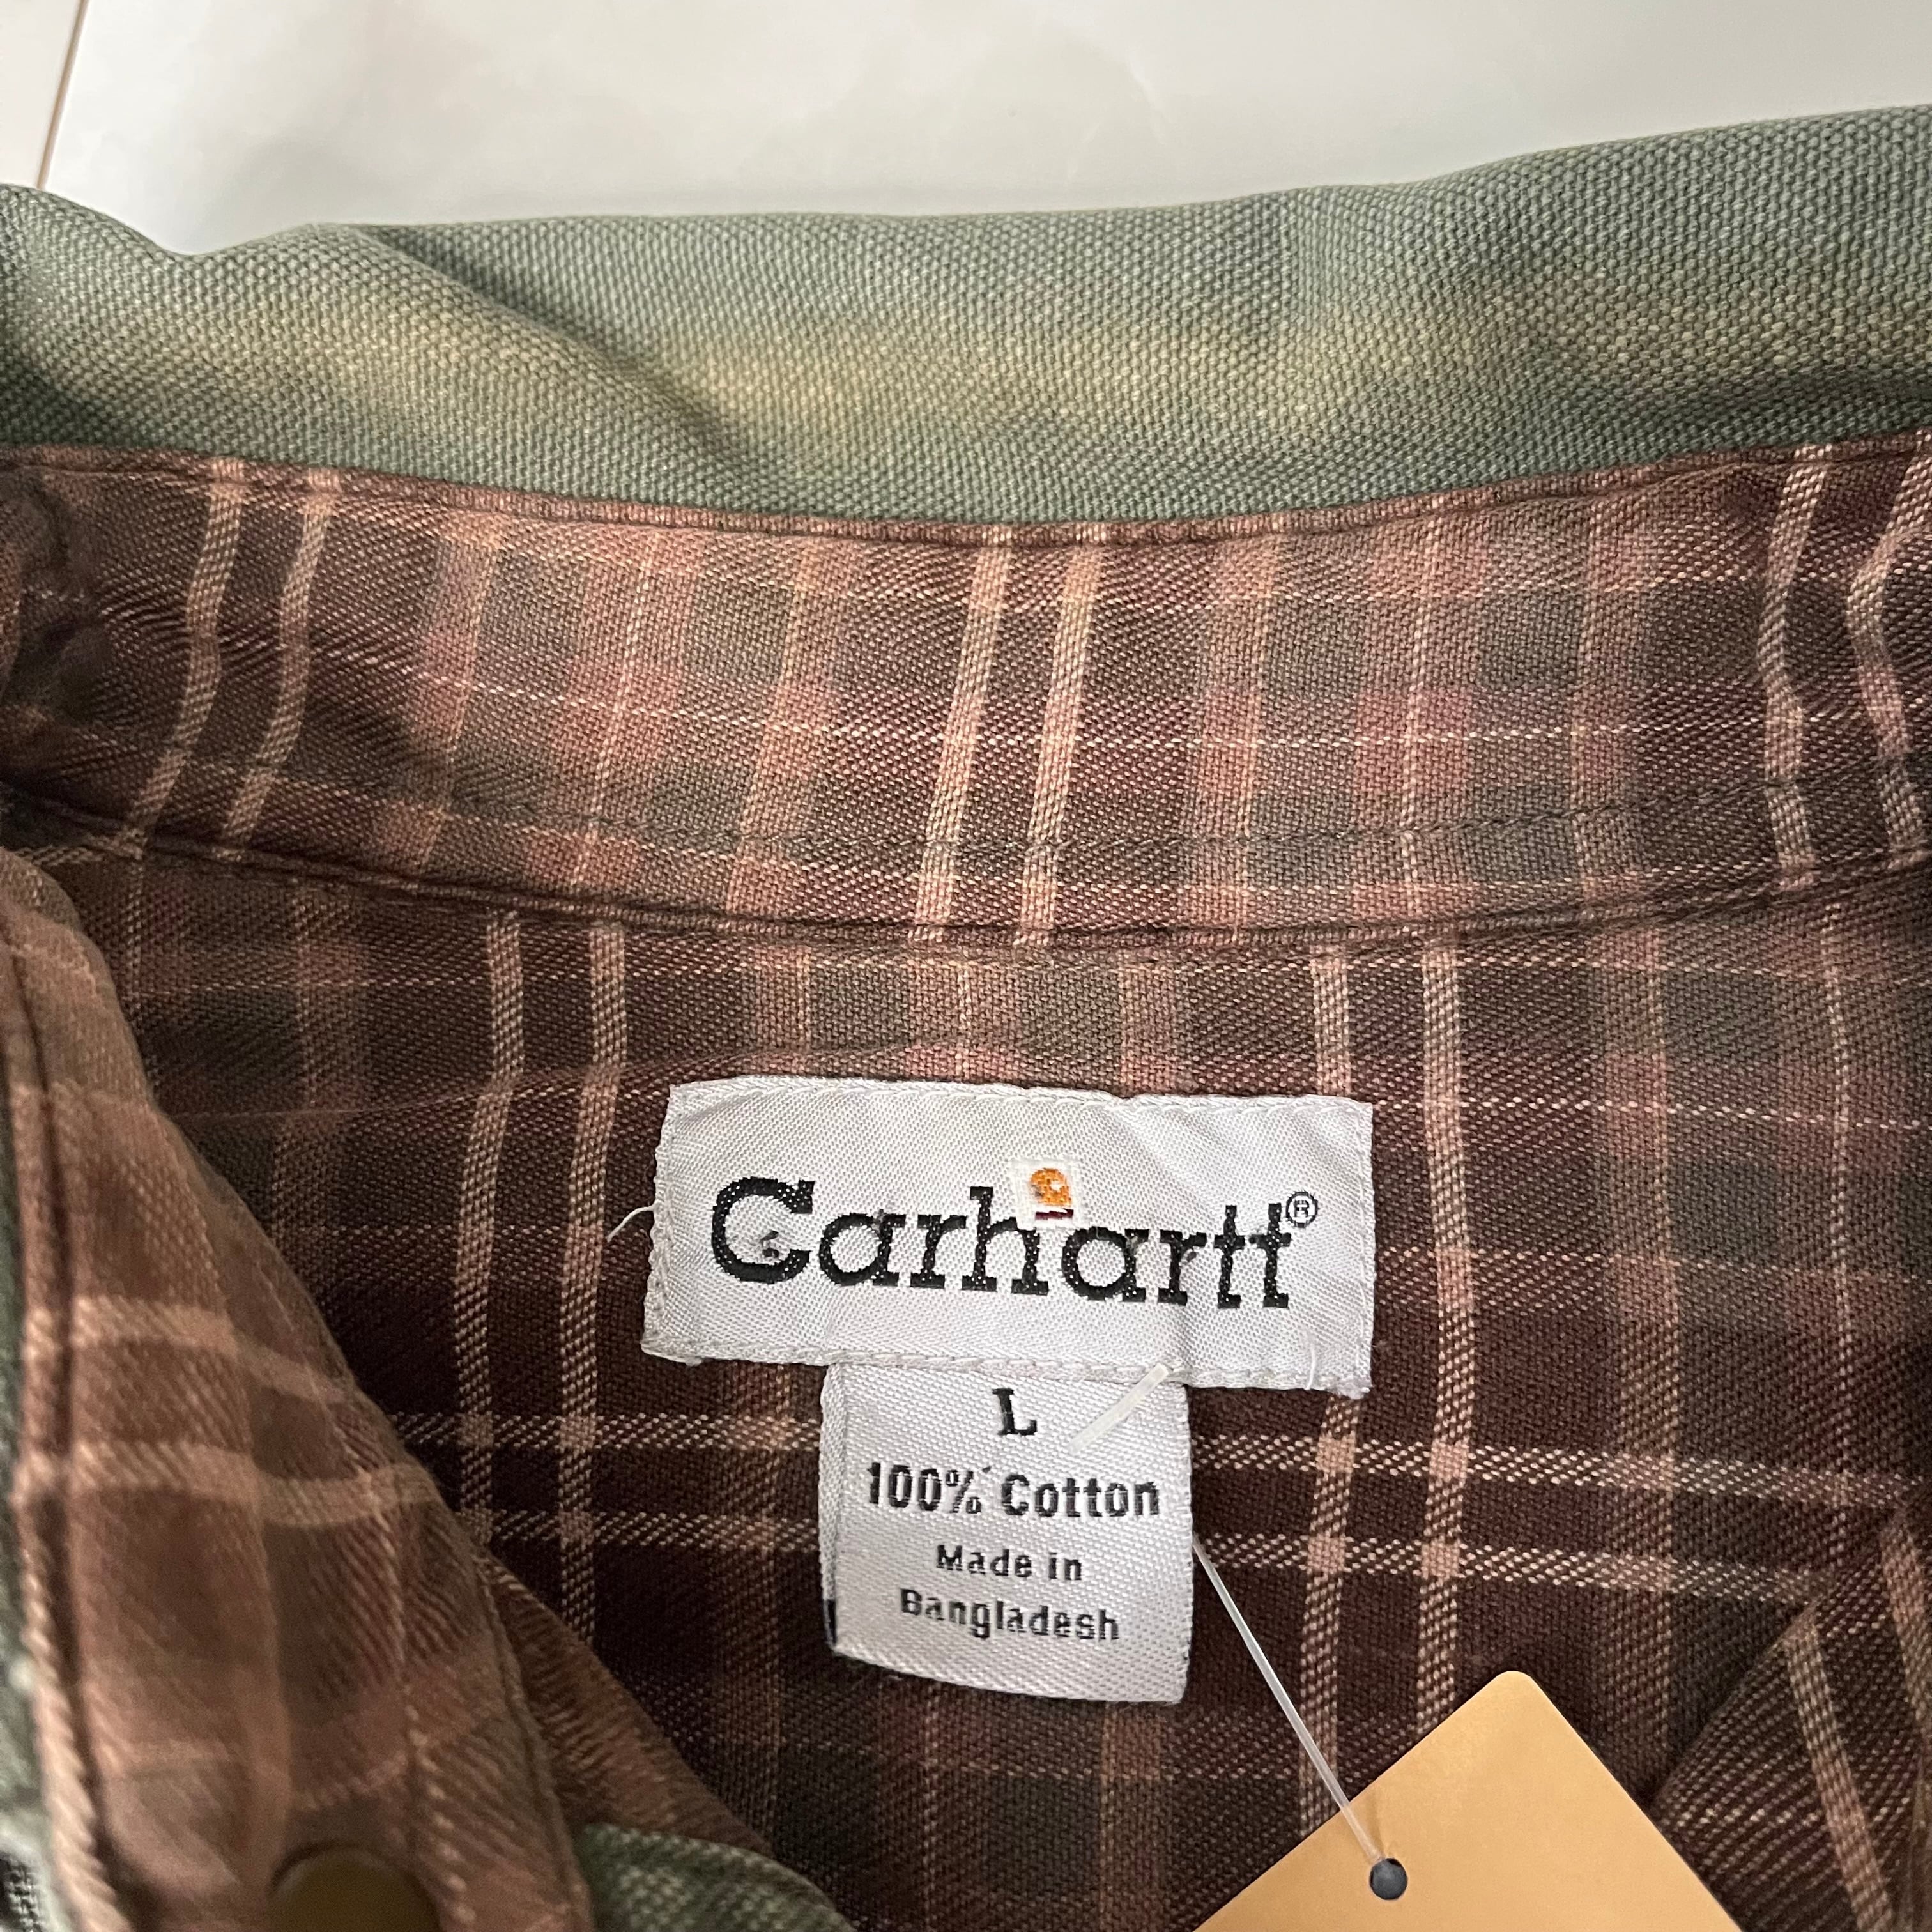 Carhartt®
L
100% Cotton
Made in
Bangladesh